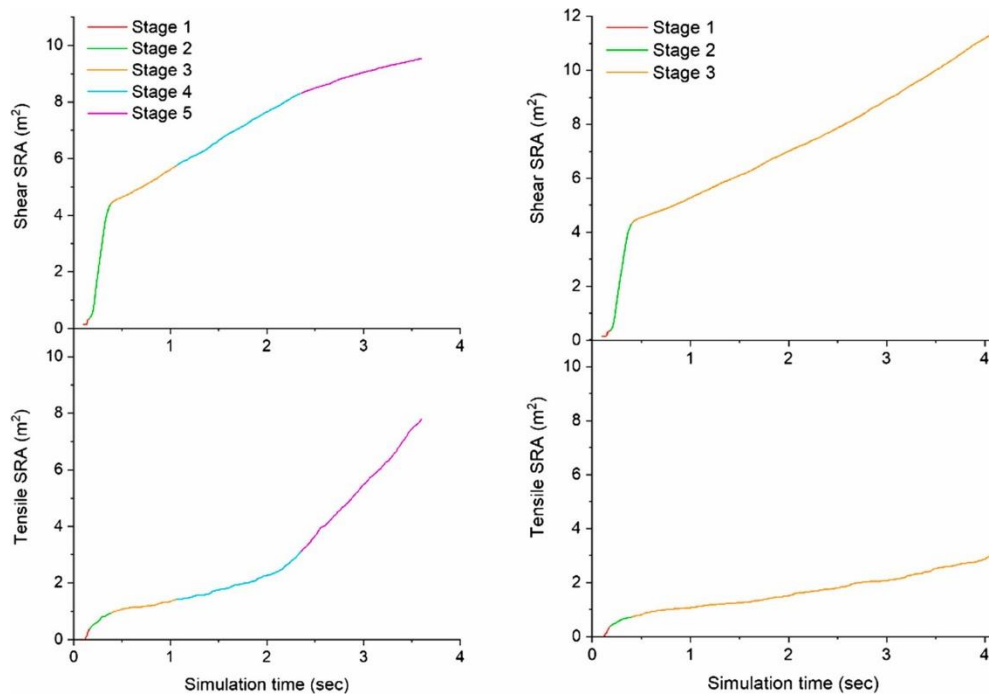 Stage 1
Stage 2
Stage 3
Stage 4
Stage 5
Shear SRA (m²)
10
8
6
4
2
0
1 2 3 4
Stage 1
Stage 2
Stage 3
Shear SRA (m²)
12
10
8
6
4
2
0
1 2 3 4
Tensile SRA (m²)
10
8
6
4
2
0
0 1 2 3 4
Simulation time (sec)
Tensile SRA (m²)
10
8
6
4
2
0
0 1 2 3 4
Simulation time (sec)